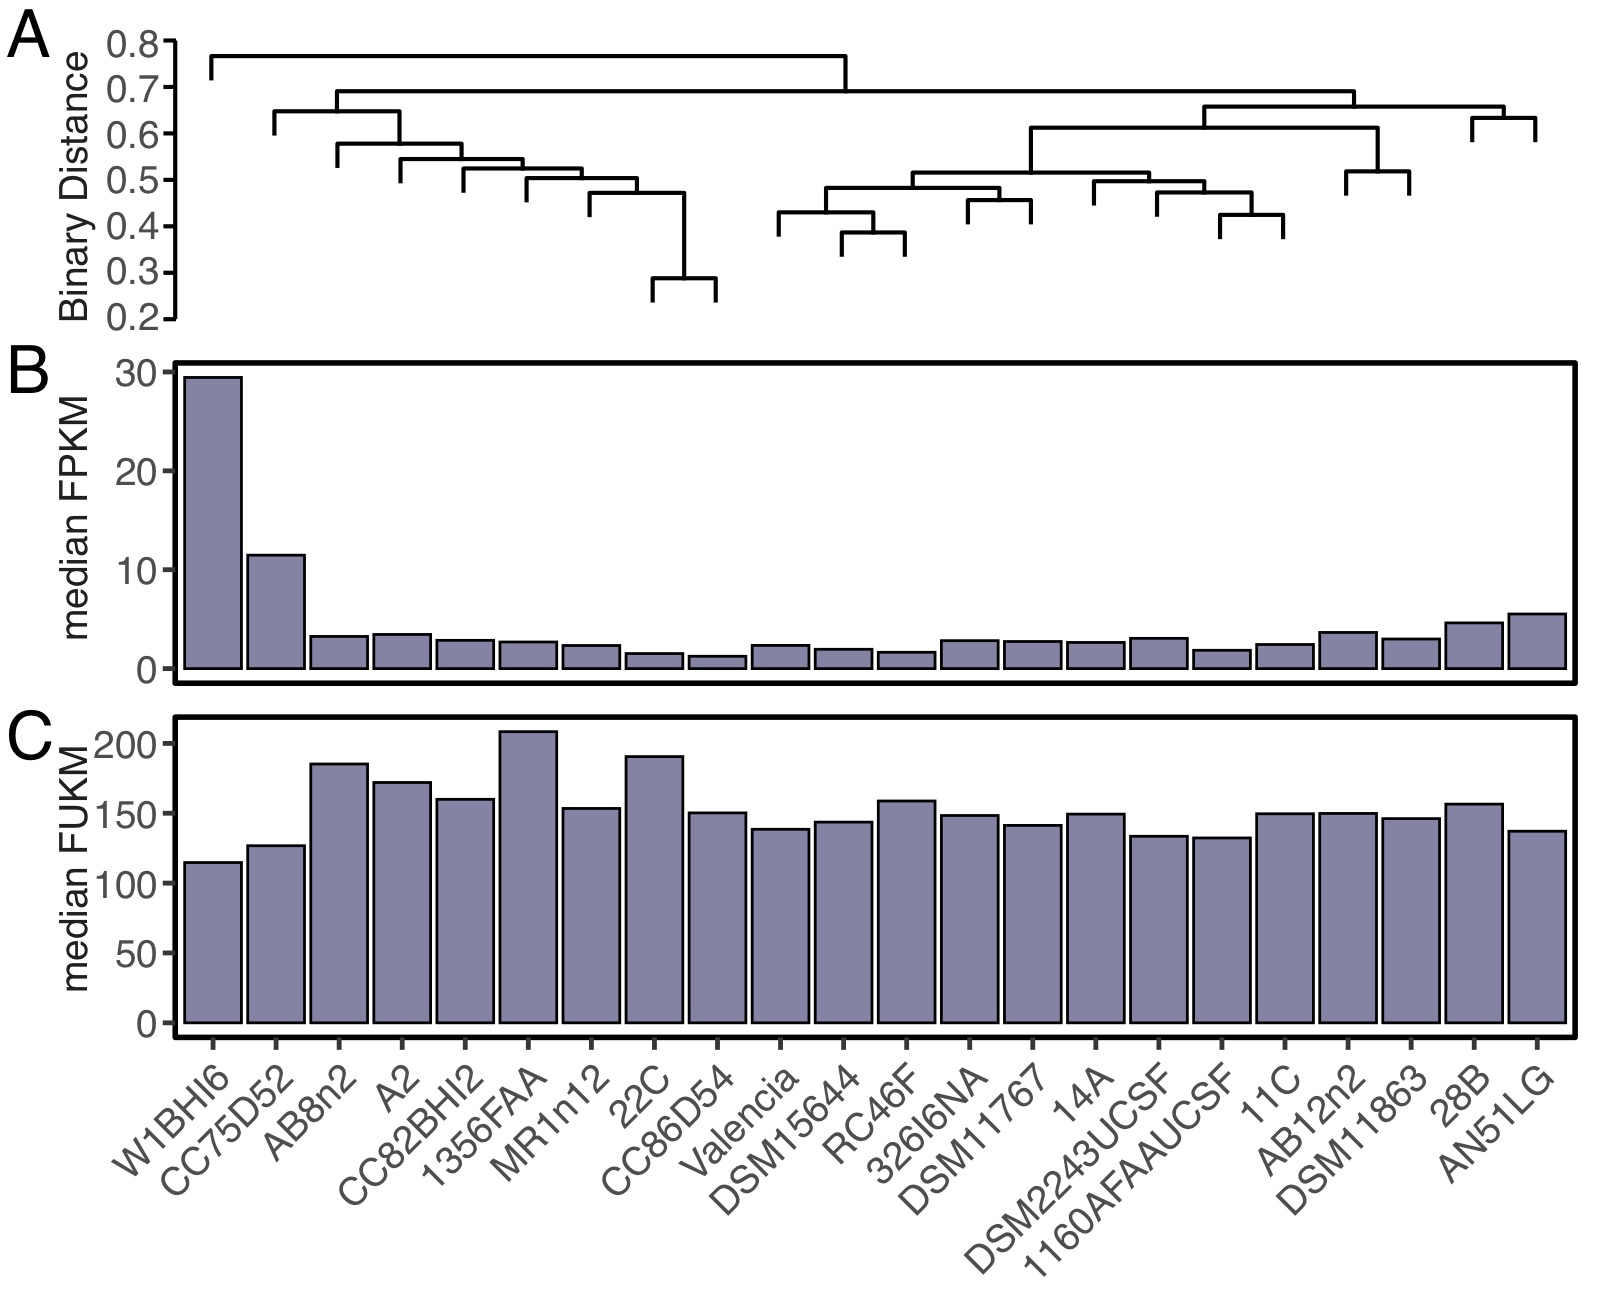 A
Binary Distance
0.8
0.7
0.6
0.5
0.4
0.3
0.2
B
median FPKM
30
20
10
0
C
median FUKM
200
150
100
50
0
W1BHI6
CC75D52
AB8n2
A2
CC82BHI2
1356FAA
MR1n12
22C
CC86D54
Valencia
DSM15644
RC46F
326I6NA
DSM11767
14A
DSM2243UCSF
1160AFAAUCSF
11C
AB12n2
DSM11863
28B
AN51LG